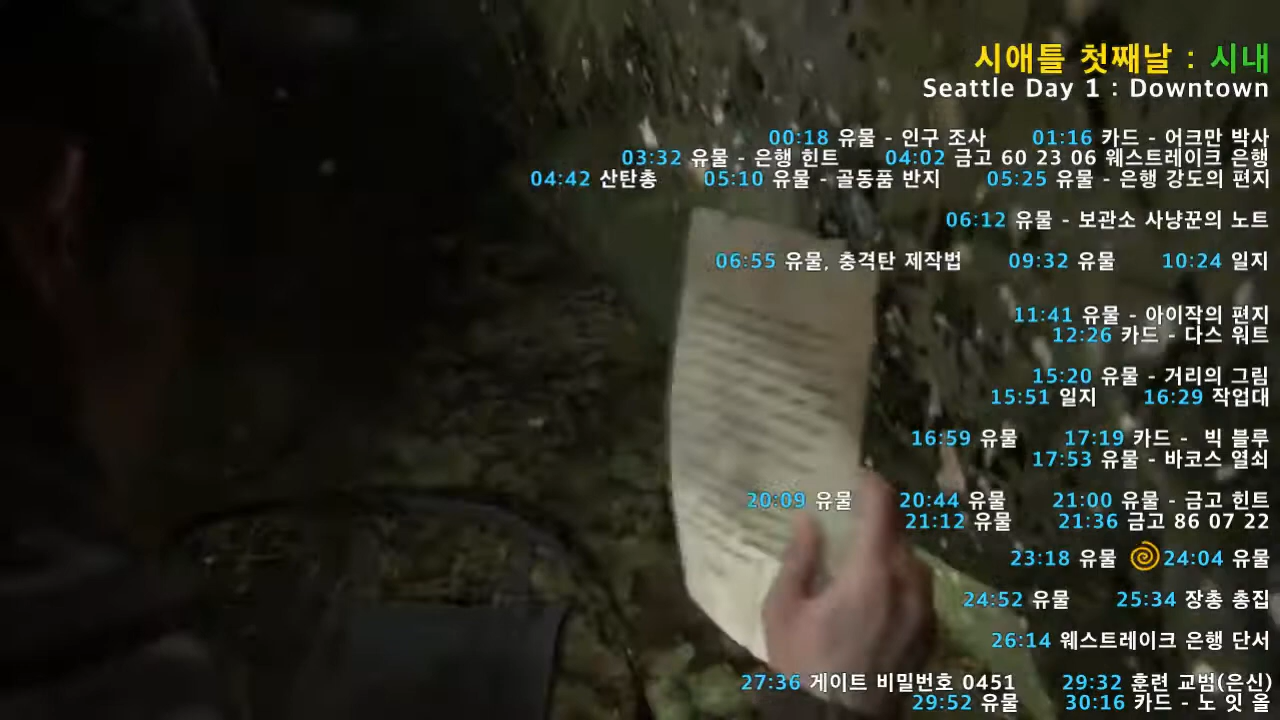 시애틀 첫째날 : 시내
Seattle Day 1 : Downtown
00:18 유물 - 인구 조사 01:16 카드 - 어크만 박사
03:32 유물 - 은행 힌트 04:02 금고 60 23 06 웨스트레이크 은행
04:42 산탄총 05:10 유물 - 골동품 반지 05:25 유물 - 은행 강도의 편지
06:12 유물 - 보관소 사냥꾼의 노트
06:55 유물, 충격탄 제작법 09:32 유물 10:24 일지
11:41 유물 - 아이작의 편지
12:26 카드 - 다스 워트
15:20 유물 - 거리의 그림
15:51 일지 16:29 작업대
16:59 유물 17:19 카드 - 빅 블루
17:53 유물 - 바코스 열쇠
20:09 유물 20:44 유물 21:00 유물 - 금고 힌트
21:12 유물 21:36 금고 86 07 22
23:18 유물 24:04 유물
24:52 유물 25:34 장총 총집
26:14 웨스트레이크 은행 단서
27:36 게이트 비밀번호 0451 29:32 훈련 교범(은신)
29:52 유물 30:16 카드 - 노 잇 올